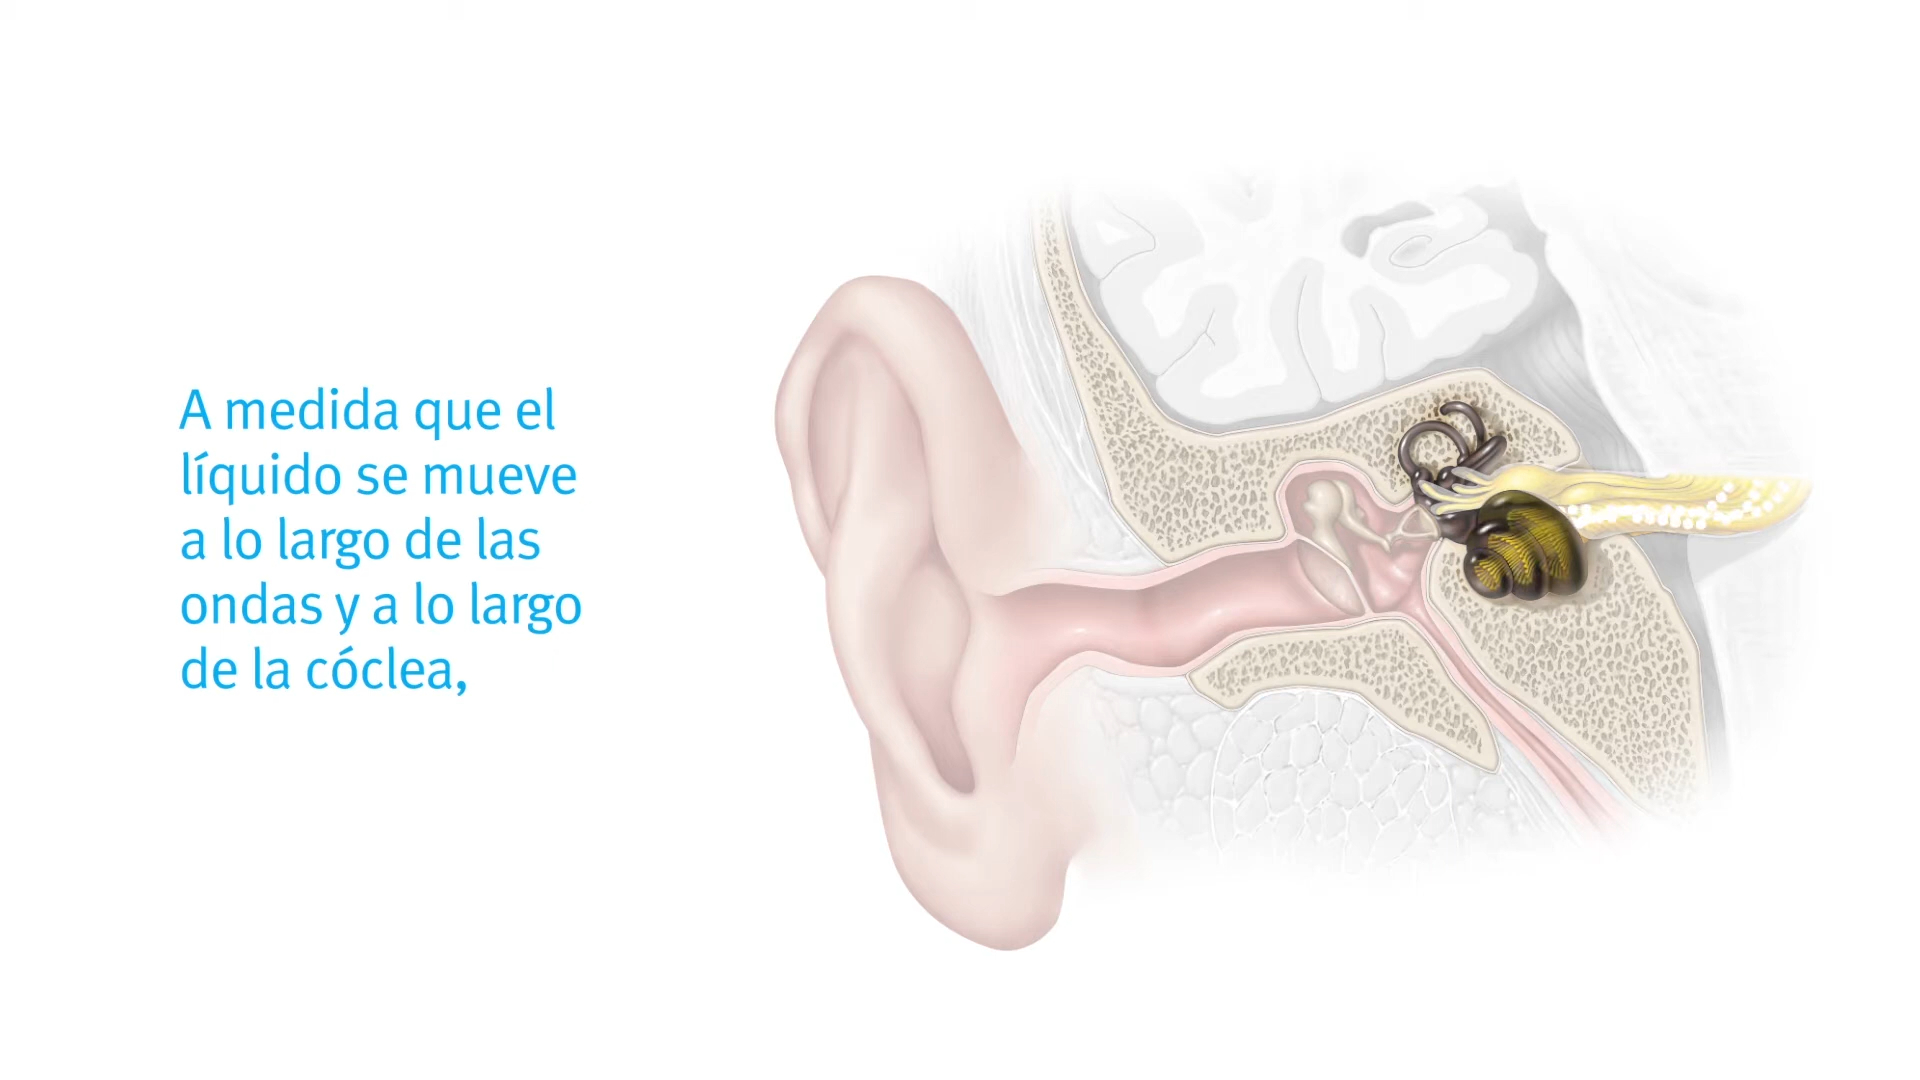 A medida que el
líquido se mueve
a lo largo de las
ondas y a lo largo
de la cóclea,